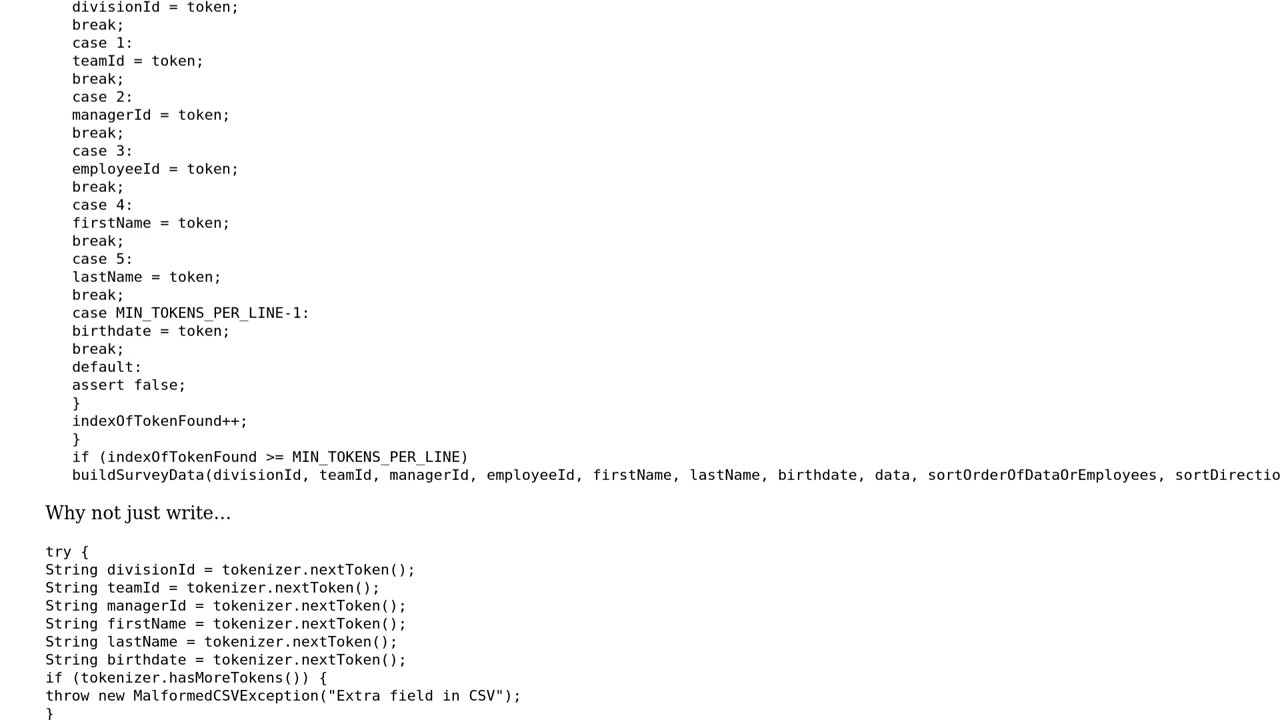 divisionId = token;
break;
case 1:
teamId = token;
break;
case 2:
managerId = token;
break;
case 3:
employeeId = token;
break;
case 4:
firstName = token;
break;
case 5:
lastName = token;
break;
case MIN_TOKENS_PER_LINE-1:
birthdate = token;
break;
default:
assert false;
}
indexOfTokenFound++;
}
if (indexOfTokenFound >= MIN_TOKENS_PER_LINE)
buildSurveyData(divisionId, teamId, managerId, employeeId, firstName, lastName, birthdate, data, sortOrderOfDataOrEmployees, sortDirectio
Why not just write...
try {
String divisionId = tokenizer.nextToken();
String teamId = tokenizer.nextToken();
String managerId = tokenizer.nextToken();
String firstName = tokenizer.nextToken();
String lastName = tokenizer.nextToken();
String birthdate = tokenizer.nextToken();
if (tokenizer.hasMoreTokens()) {
throw new MalformedCSVException("Extra field in CSV");
}